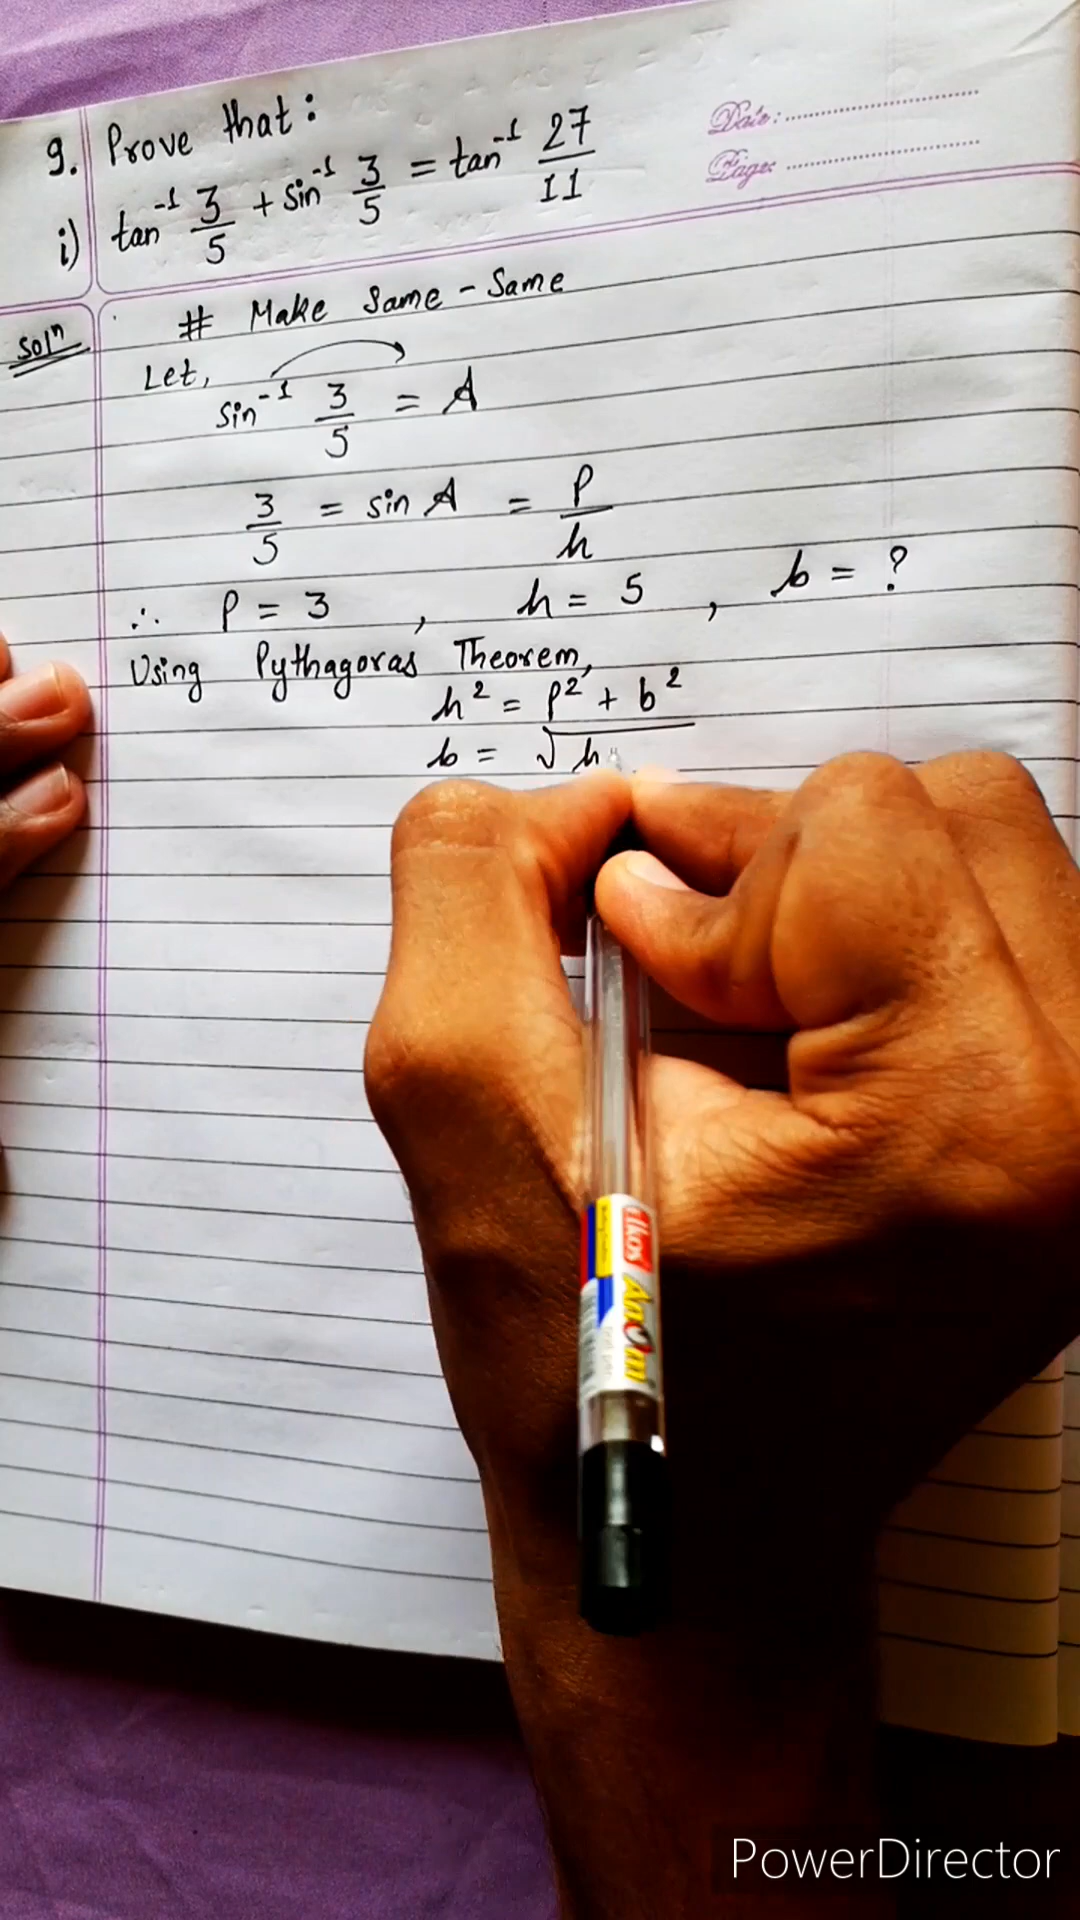 9. Prove that :
Date: ........................
Page: ........................
i) tan⁻¹ 3/5 + sin⁻¹ 3/5 = tan⁻¹ 27/11
Solⁿ
# Make Same - Same
Let,
sin⁻¹ 3/5 = A
3/5 = sin A = P/h
∴ P = 3 , h = 5 , b = ?
Using Pythagoras Theorem,
h² = p² + b²
b = √h
elkos
Anom
PowerDirector